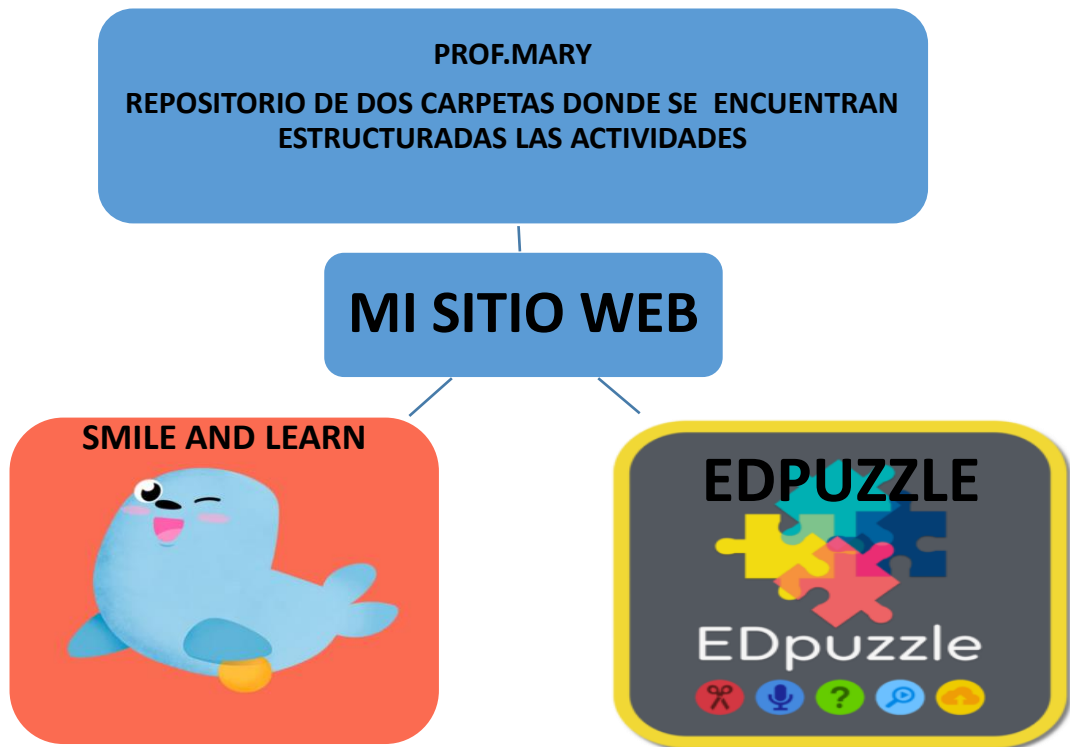 PROF.MARY
REPOSITORIO DE DOS CARPETAS DONDE SE ENCUENTRAN
ESTRUCTURADAS LAS ACTIVIDADES
MI SITIO WEB
SMILE AND LEARN
EDPUZZLE
EDpuzzle
?